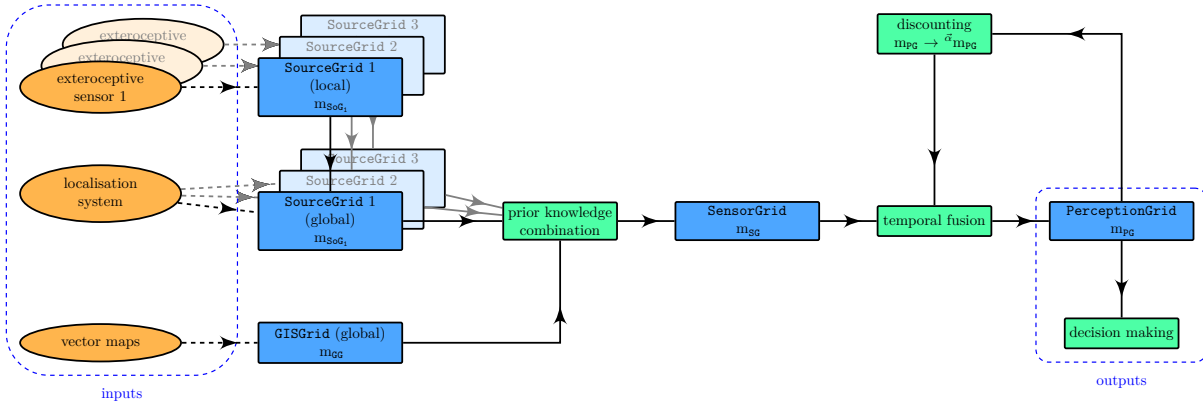 exteroceptive
exteroceptive
exteroceptive
sensor 1
SourceGrid 3
SourceGrid 2
SourceGrid 1
(local)
m_SoG₁
discounting
m_PG → ^α⃗ m_PG
localisation
system
SourceGrid 3
SourceGrid 2
SourceGrid 1
(global)
m_SoG₁
prior knowledge
combination
SensorGrid
m_SG
temporal fusion
PerceptionGrid
m_PG
vector maps
GISGrid (global)
m_GG
decision making
inputs
outputs